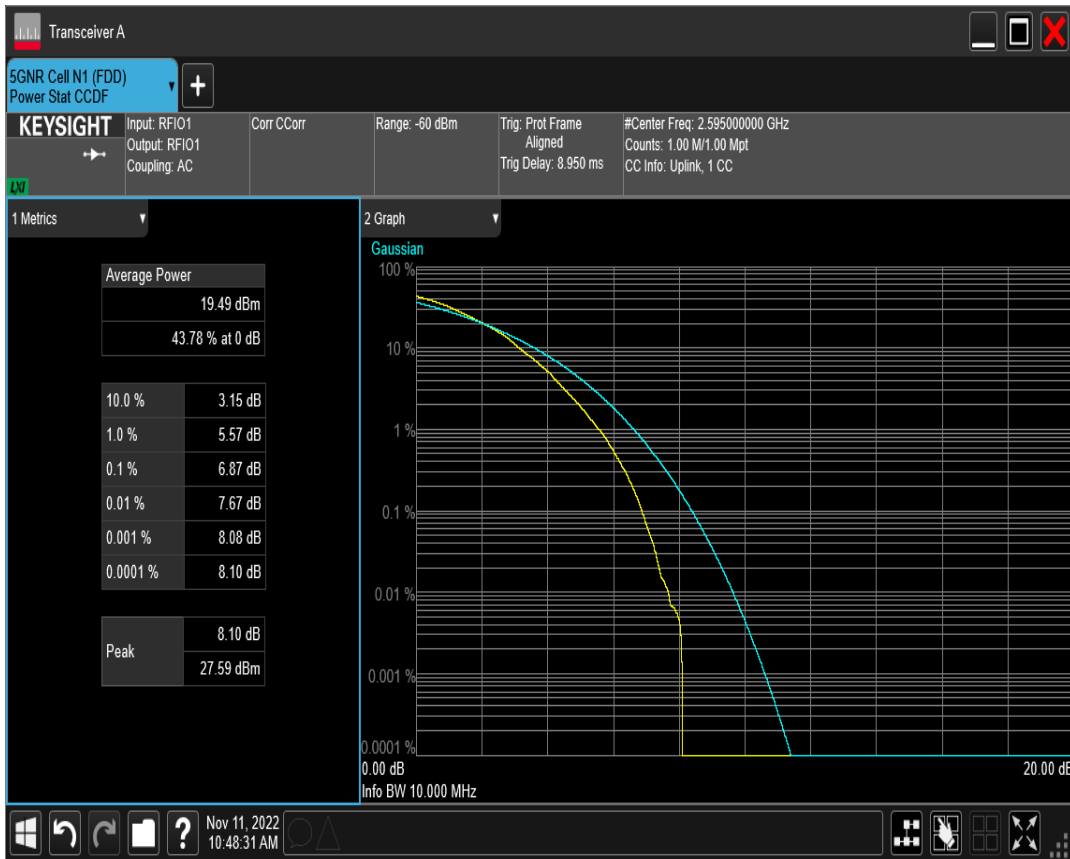 Transceiver A
5GNR Cell N1 (FDD)
Power Stat CCDF
+
KEYSIGHT
LXI
Input: RFIO1
Output: RFIO1
Coupling: AC
Corr CCorr
Range: -60 dBm
Trig: Prot Frame
Aligned
Trig Delay: 8.950 ms
#Center Freq: 2.595000000 GHz
Counts: 1.00 M/1.00 Mpt
CC Info: Uplink, 1 CC
1 Metrics
Average Power
19.49 dBm
43.78 % at 0 dB
10.0 % 3.15 dB
1.0 % 5.57 dB
0.1 % 6.87 dB
0.01 % 7.67 dB
0.001 % 8.08 dB
0.0001 % 8.10 dB
Peak
8.10 dB
27.59 dBm
2 Graph
Gaussian
100 %
10 %
1 %
0.1 %
0.01 %
0.001 %
0.0001 %
0.00 dB
20.00 dB
Info BW 10.000 MHz
?
Nov 11, 2022
10:48:31 AM